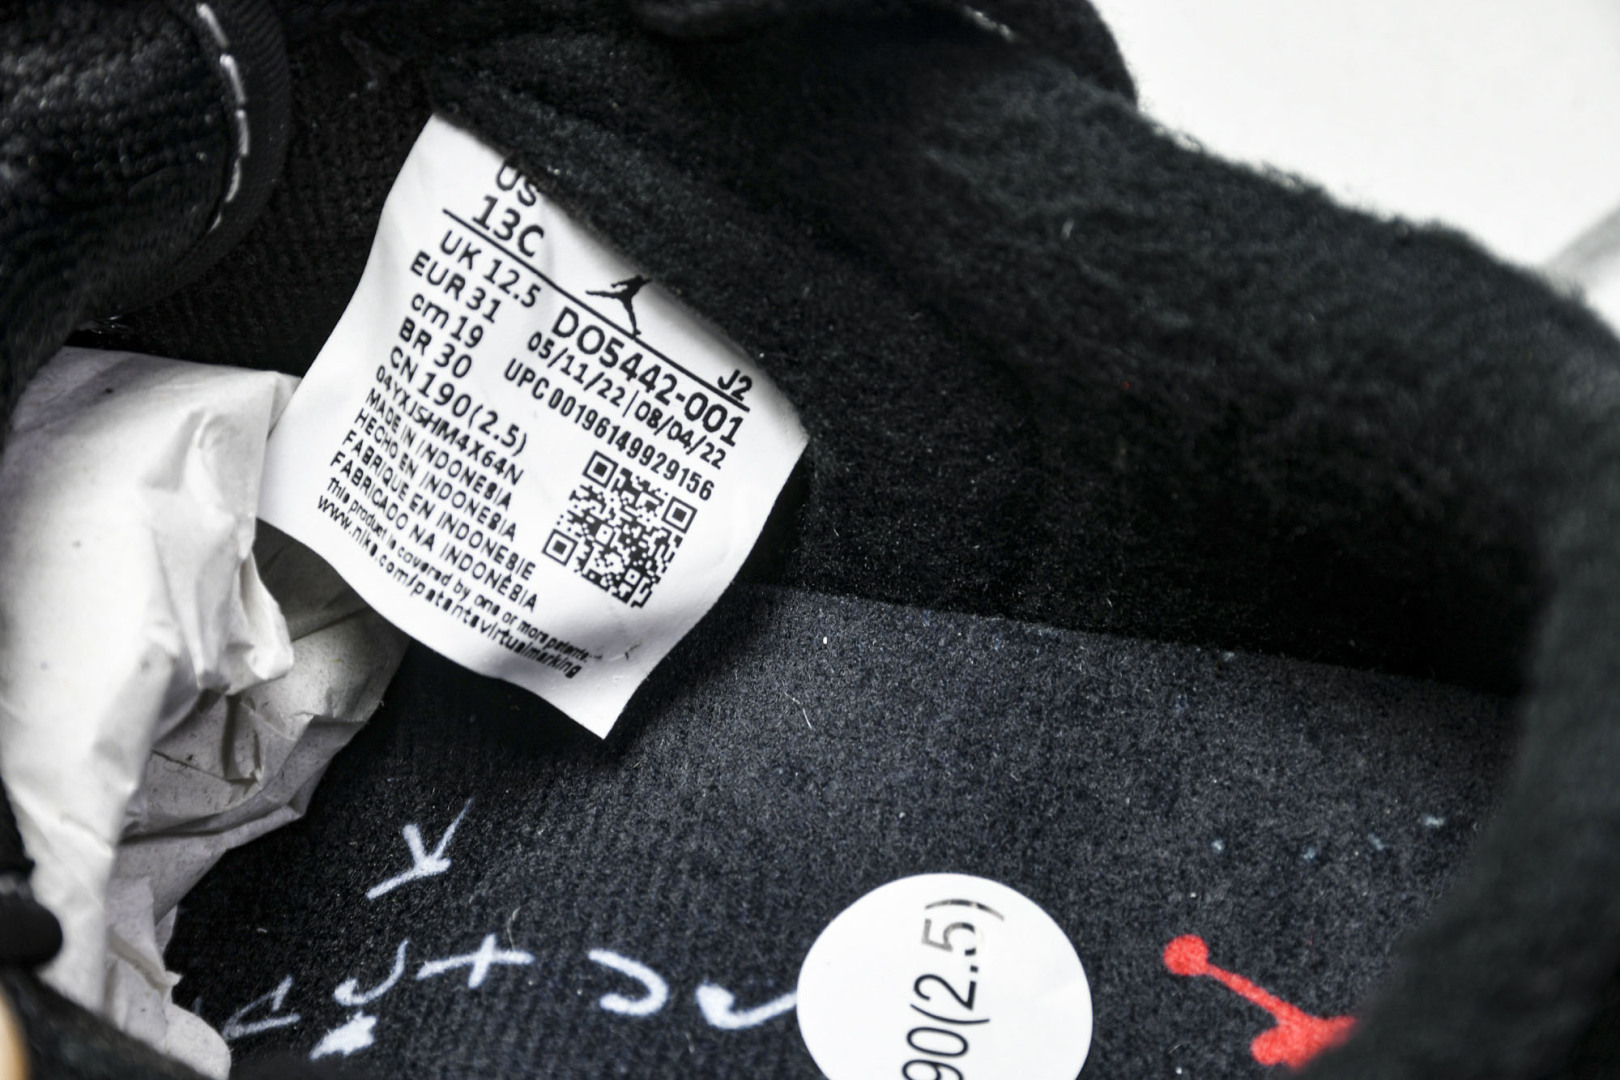 US
13C
UK 12.5
EUR 31
cm 19
BR 30
CN 190(2.5)
04YXJSHM4X64N
MADE IN INDONESIA
HECHO EN INDONESIA
FABRIQUE EN INDONESIE
FABRICADO NA INDONÉSIA
This product is covered by one or more patents.
www.nike.com/patentsvirtualmarking
J2
DO5442-001
05/11/22|08/04/22
UPC 00196149929156
90(2.5)